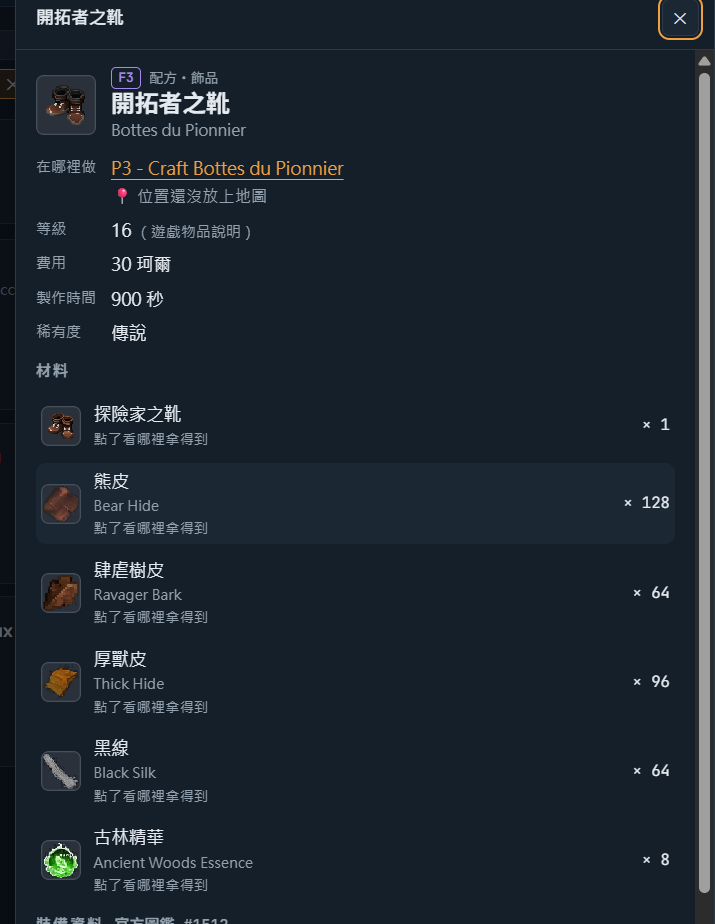 開拓者之靴
F3 配方・飾品
開拓者之靴
Bottes du Pionnier
在哪裡做 P3 - Craft Bottes du Pionnier
位置還沒放上地圖
等級 16 (遊戲物品說明)
費用 30 珂爾
製作時間 900 秒
稀有度 傳說
材料
探險家之靴
點了看哪裡拿得到
× 1
熊皮
Bear Hide
點了看哪裡拿得到
× 128
肆虐樹皮
Ravager Bark
點了看哪裡拿得到
× 64
厚獸皮
Thick Hide
點了看哪裡拿得到
× 96
黑線
Black Silk
點了看哪裡拿得到
× 64
古林精華
Ancient Woods Essence
點了看哪裡拿得到
× 8